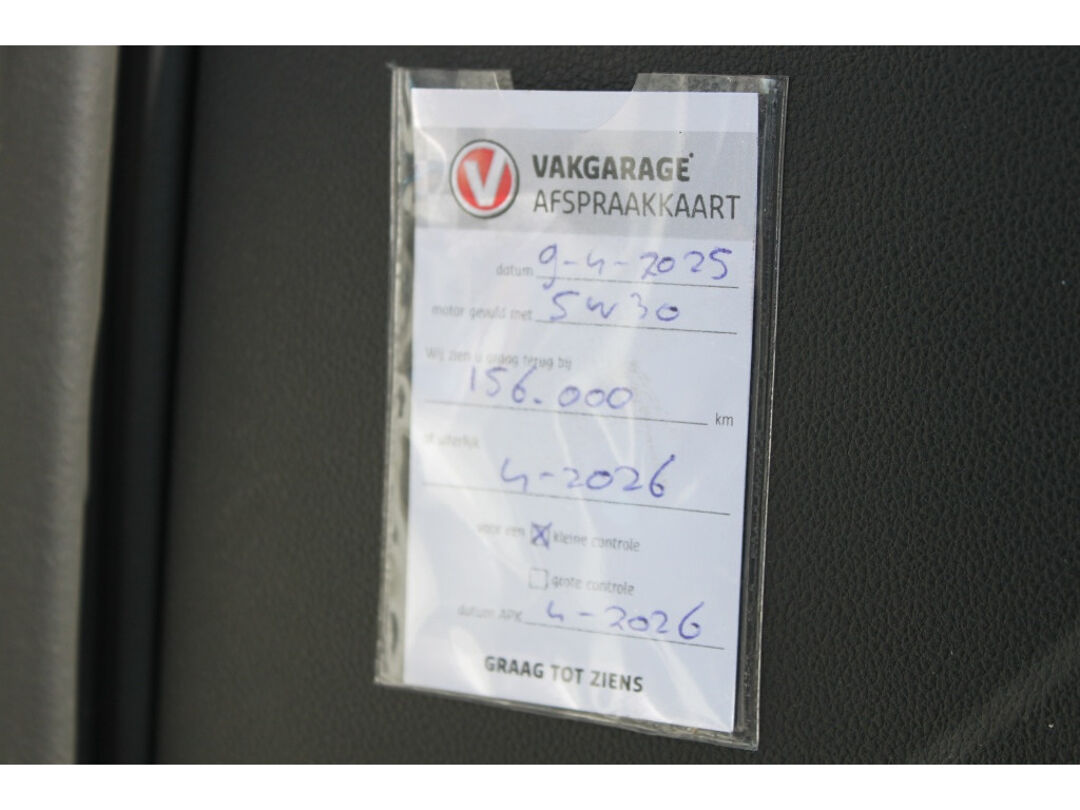 V VAKGARAGE
AFSPRAAKKAART
datum 9-4-2025
motor gevuld met 5W30
Wij zien u graag terug bij
156.000 km
of uiterlijk
4-2026
voor een kleine controle
grote controle
datum APK 4-2026
GRAAG TOT ZIENS